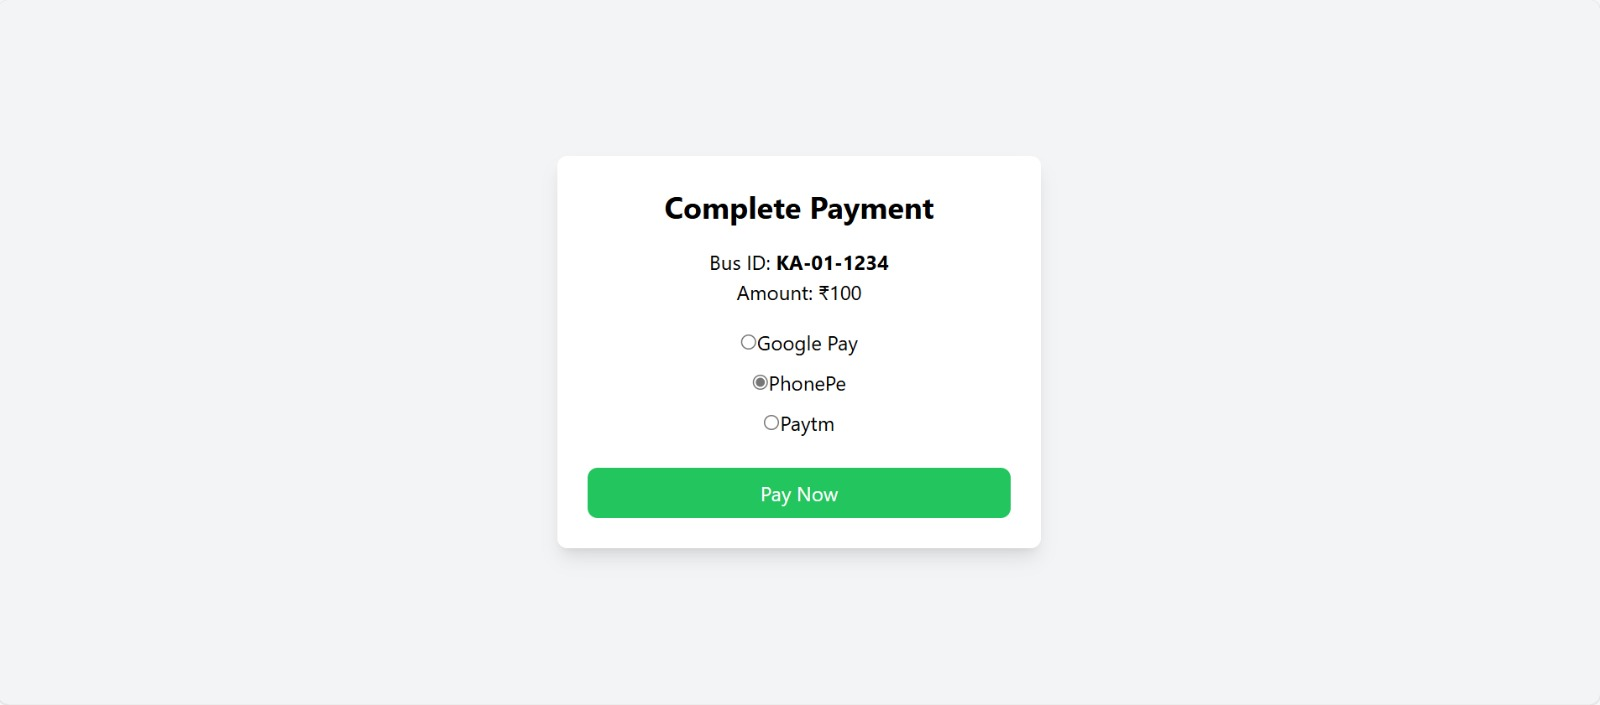 Complete Payment
Bus ID: KA-01-1234
Amount: ₹100
Google Pay
PhonePe
Paytm
Pay Now